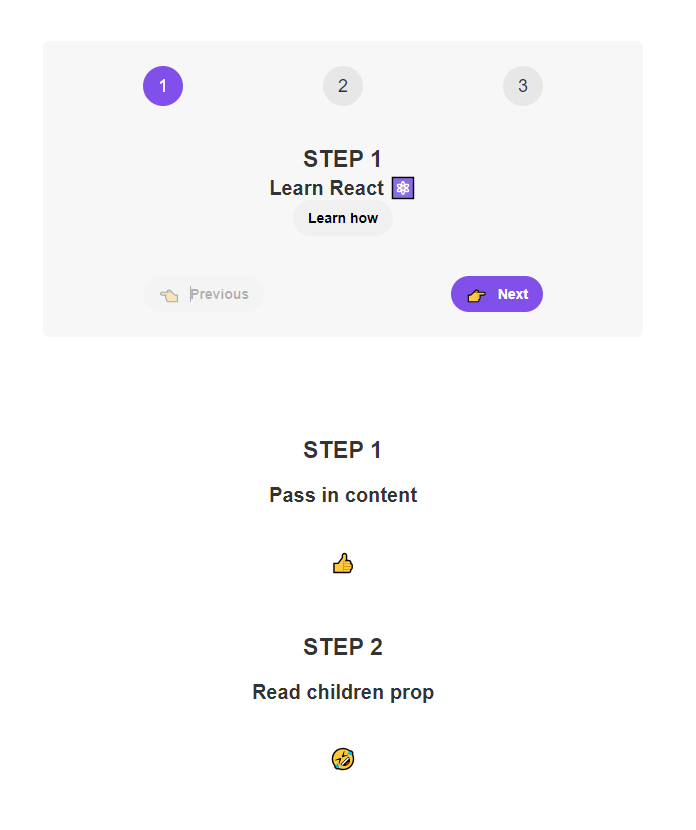 1 2 3
STEP 1
Learn React ⚛
Learn how
👈 Previous 👉 Next
STEP 1
Pass in content
👍
STEP 2
Read children prop
🤣